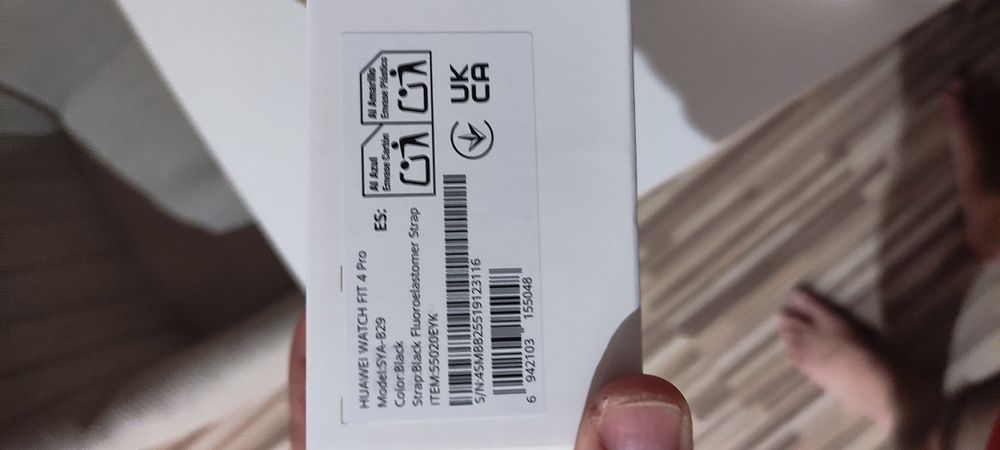 HUAWEI WATCH FIT 4 Pro
Model:SYA-B29
Color:Black
Strap:Black Fluoroelastomer Strap
ITEM:55020EYK
S/N:4SMBB25519123116
6 942103 155048
ES:
Al Azul
Envase Cartón
Al Amarillo
Envase Plástico
UK
CA